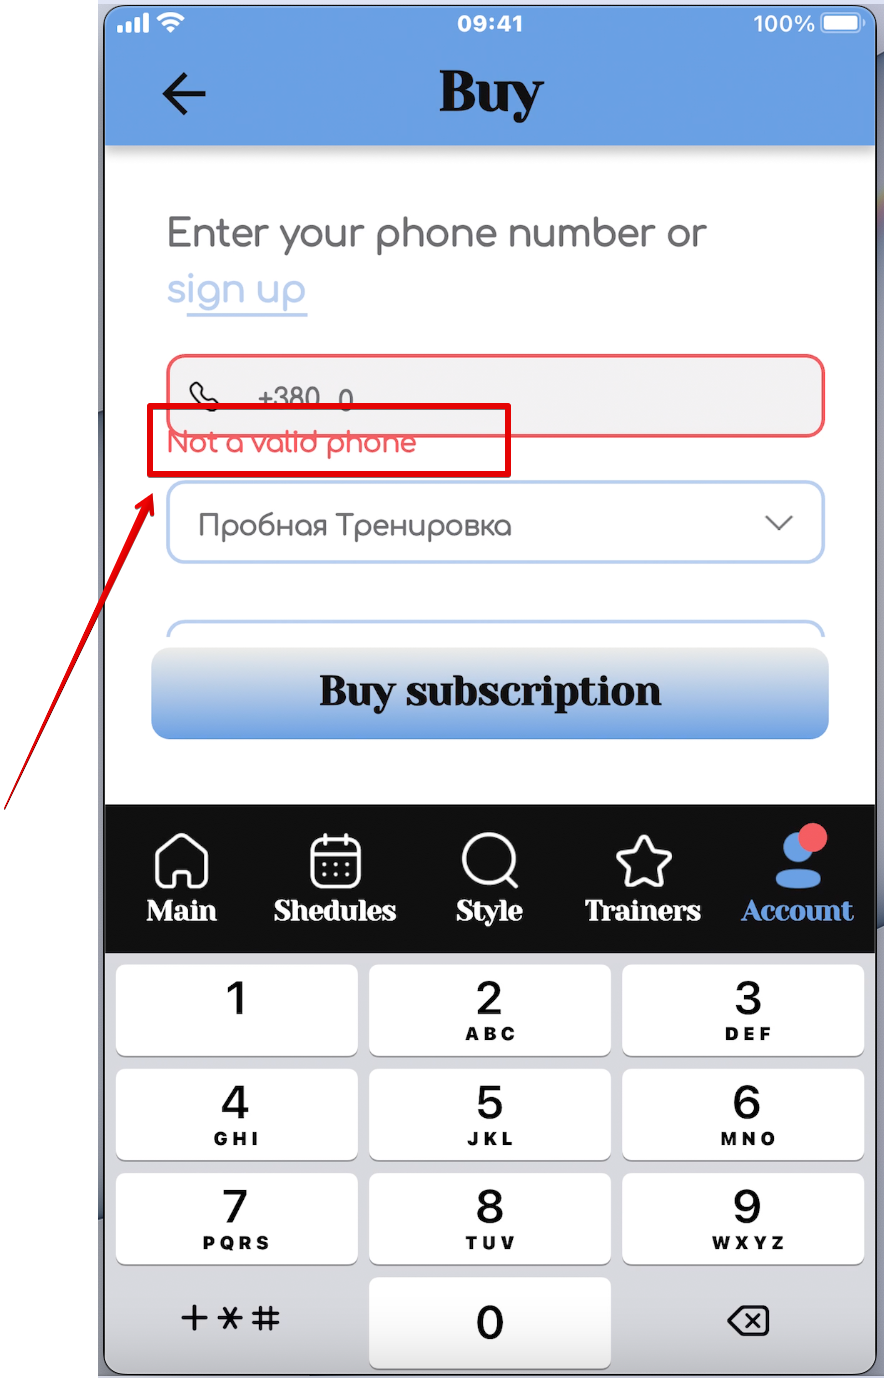 09:41
100%
Buy
Enter your phone number or
sign up
+380 0
Not a valid phone
Пробная Тренировка
Buy subscription
Main
Shedules
Style
Trainers
Account
1
2
ABC
3
DEF
4
GHI
5
JKL
6
MNO
7
PQRS
8
TUV
9
WXYZ
+*#
0